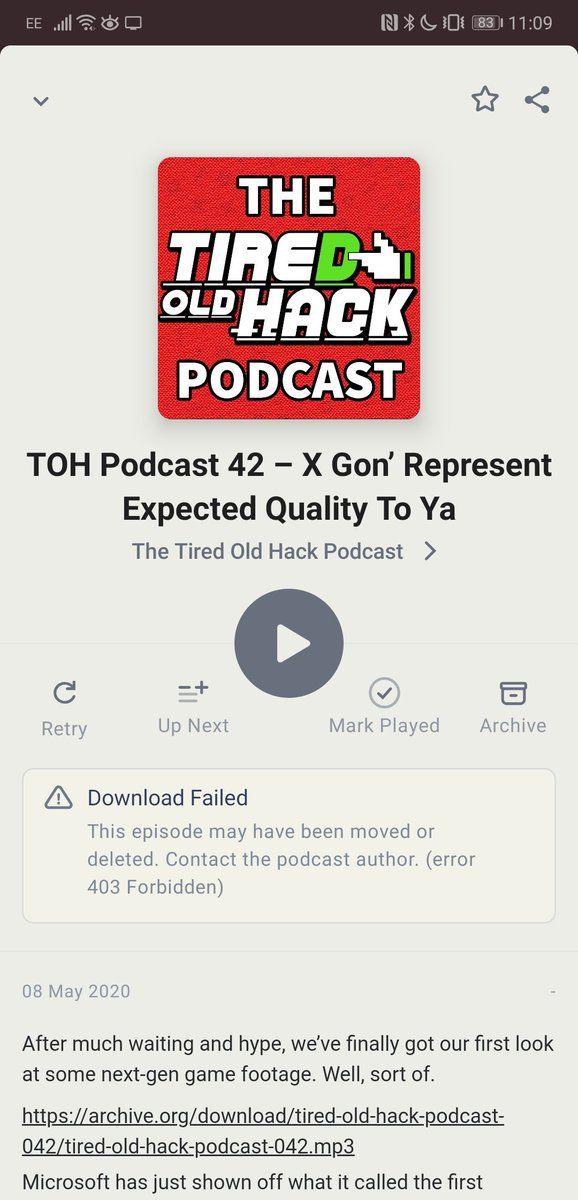 EE 83 11:09
THE
TIRED
OLD HACK
PODCAST
TOH Podcast 42 – X Gon’ Represent
Expected Quality To Ya
The Tired Old Hack Podcast
Retry
Up Next
Mark Played
Archive
Download Failed
This episode may have been moved or
deleted. Contact the podcast author. (error
403 Forbidden)
08 May 2020 -
After much waiting and hype, we’ve finally got our first look
at some next-gen game footage. Well, sort of.
https://archive.org/download/tired-old-hack-podcast-
042/tired-old-hack-podcast-042.mp3
Microsoft has just shown off what it called the first